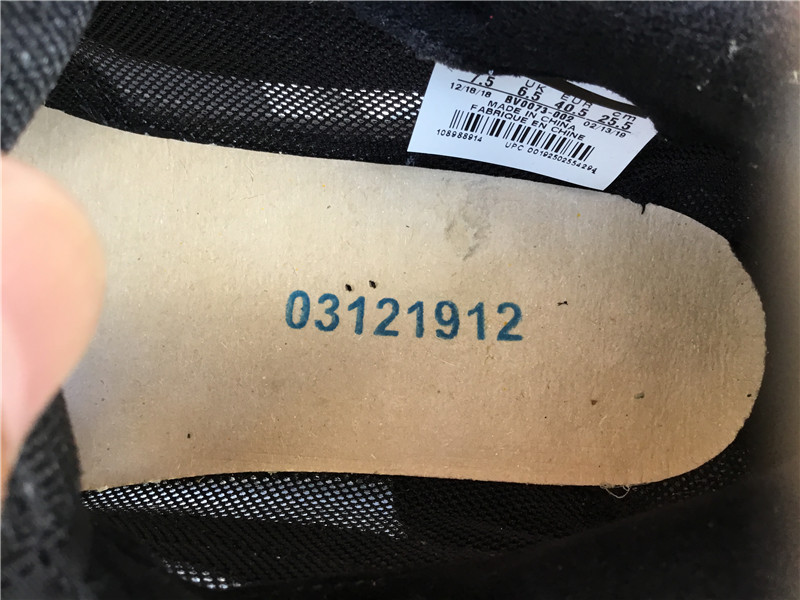 UK EUR cm
7.5 6.5 40.5 25.5
12/18/18 BV0073-002 02/13/19
MADE IN CHINA
FABRIQUE EN CHINE
108988914 UPC 00192502554294
03121912